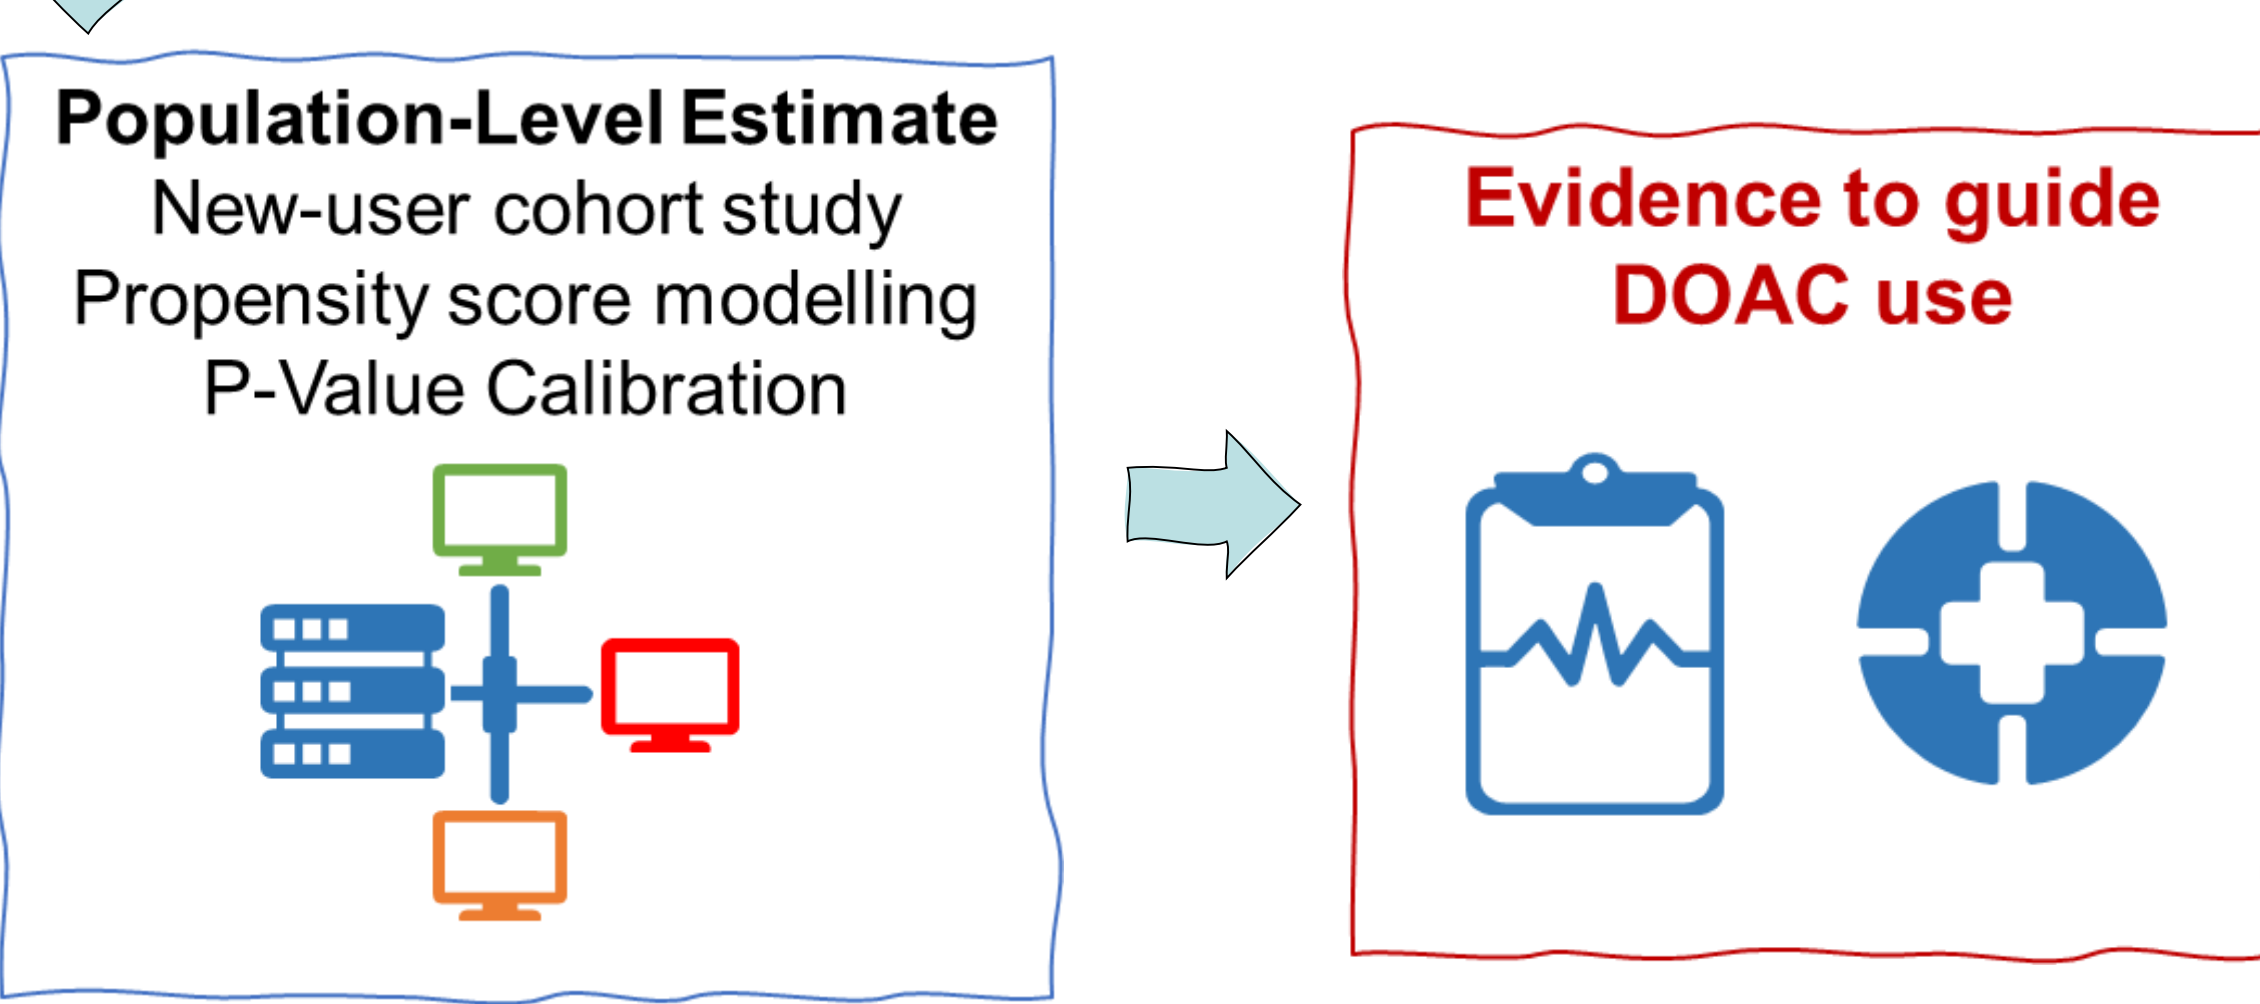 Population-Level Estimate
New-user cohort study
Propensity score modelling
P-Value Calibration
Evidence to guide
DOAC use